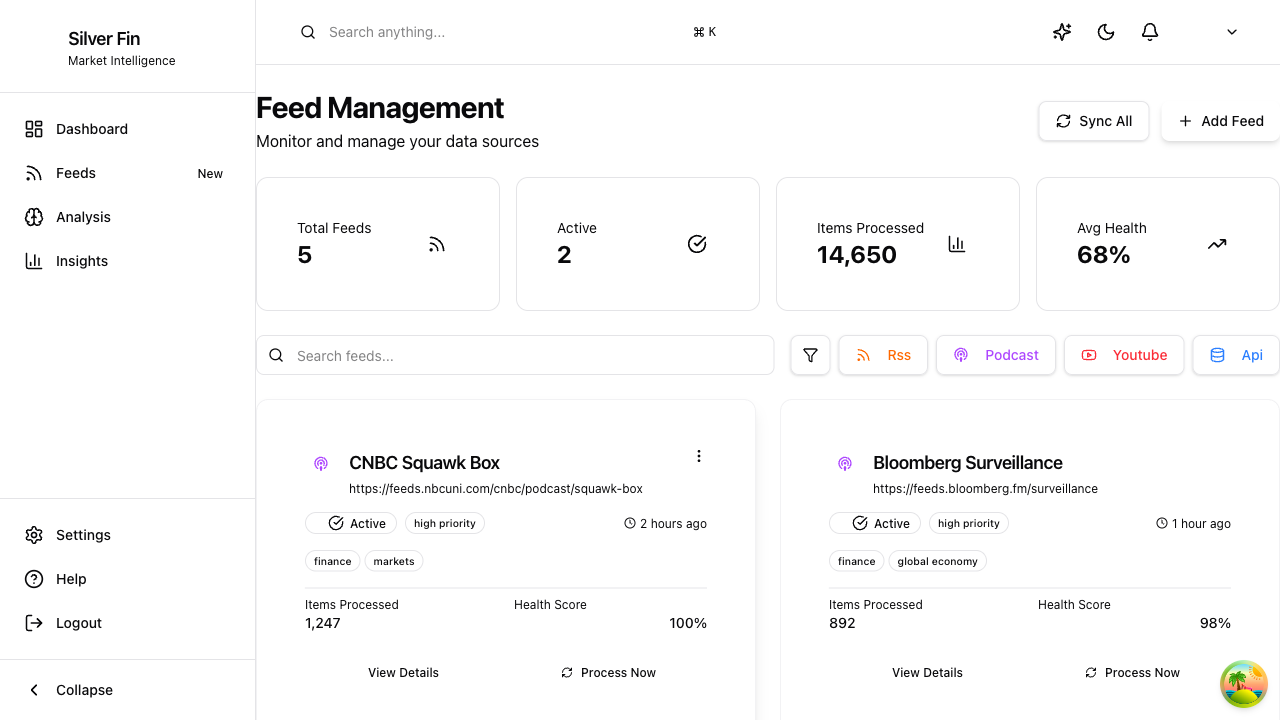 Silver Fin
Market Intelligence
Search anything...
⌘ K
Dashboard
Feeds
New
Analysis
Insights
Settings
Help
Logout
Collapse
Feed Management
Monitor and manage your data sources
Sync All
Add Feed
Total Feeds
5
Active
2
Items Processed
14,650
Avg Health
68%
Search feeds...
Rss
Podcast
Youtube
Api
CNBC Squawk Box
https://feeds.nbcuni.com/cnbc/podcast/squawk-box
Active
high priority
2 hours ago
finance
markets
Items Processed
Health Score
1,247
100%
View Details
Process Now
Bloomberg Surveillance
https://feeds.bloomberg.fm/surveillance
Active
high priority
1 hour ago
finance
global economy
Items Processed
Health Score
892
98%
View Details
Process Now